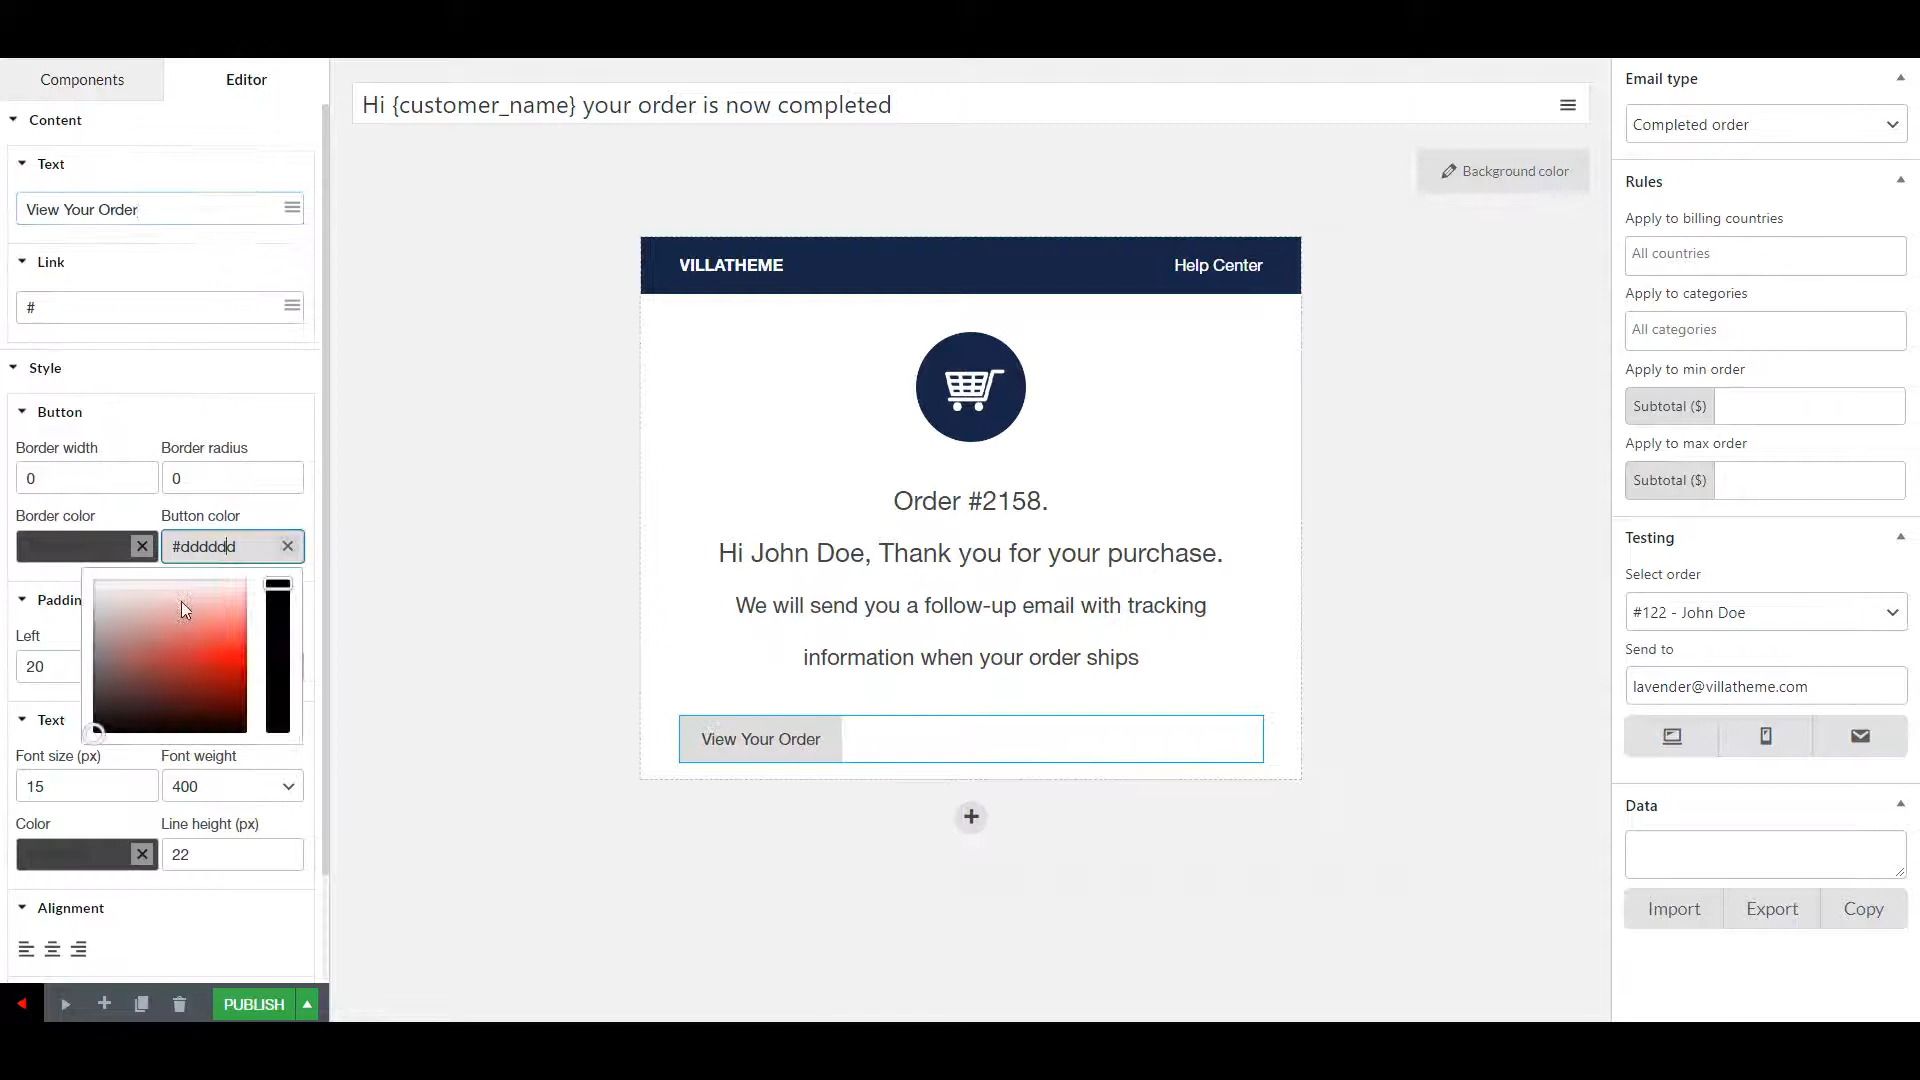 Components
Editor
Content
Text
View Your Order
Link
#
Style
Button
Border width
Border radius
0
0
Border color
Button color
#dddddd
Paddin
Left
20
Text
Font size (px)
Font weight
15
400
Color
Line height (px)
22
Alignment
PUBLISH
Hi {customer_name} your order is now completed
Background color
VILLATHEME
Help Center
Order #2158.
Hi John Doe, Thank you for your purchase.
We will send you a follow-up email with tracking
information when your order ships
View Your Order
+
Email type
Completed order
Rules
Apply to billing countries
All countries
Apply to categories
All categories
Apply to min order
Subtotal ($)
Apply to max order
Subtotal ($)
Testing
Select order
#122 - John Doe
Send to
lavender@villatheme.com
Data
Import
Export
Copy